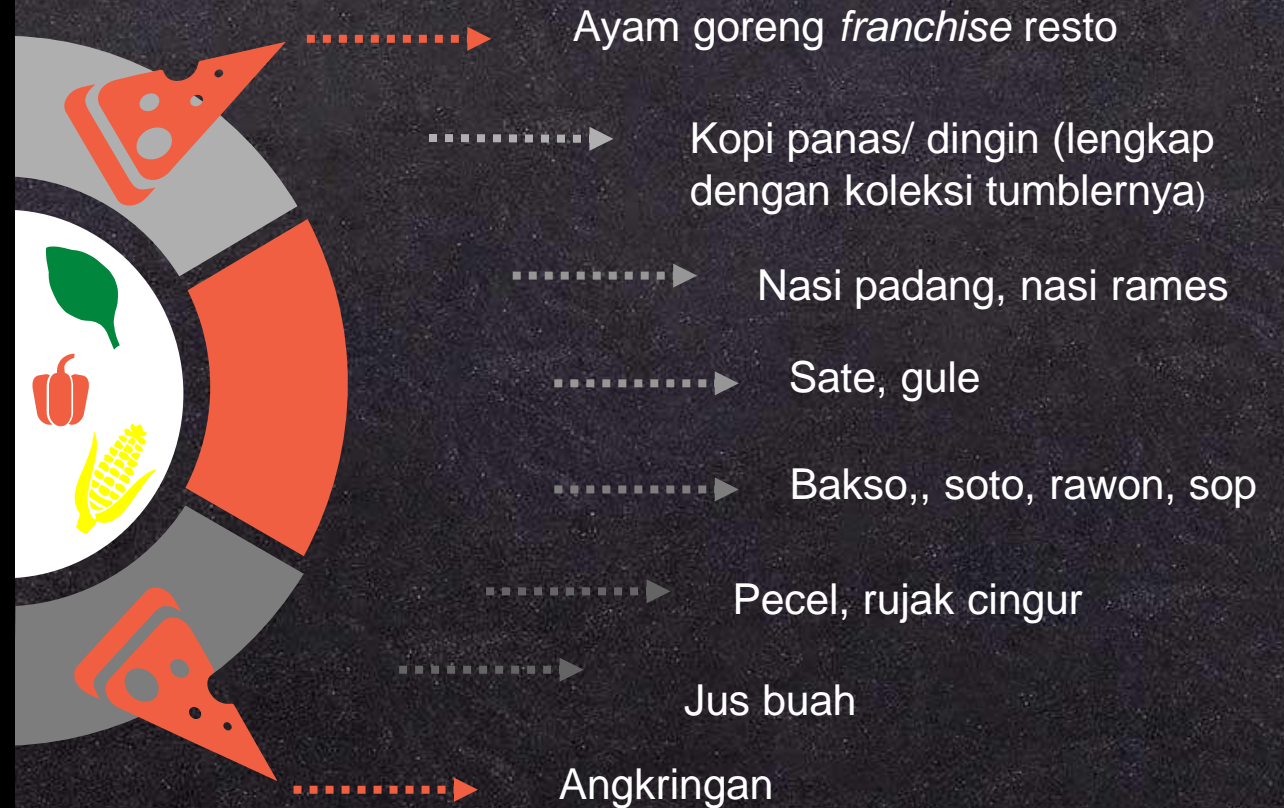 Ayam goreng franchise resto
Kopi panas/ dingin (lengkap
dengan koleksi tumblernya)
Nasi padang, nasi rames
Sate, gule
Bakso,, soto, rawon, sop
Pecel, rujak cingur
Jus buah
Angkringan